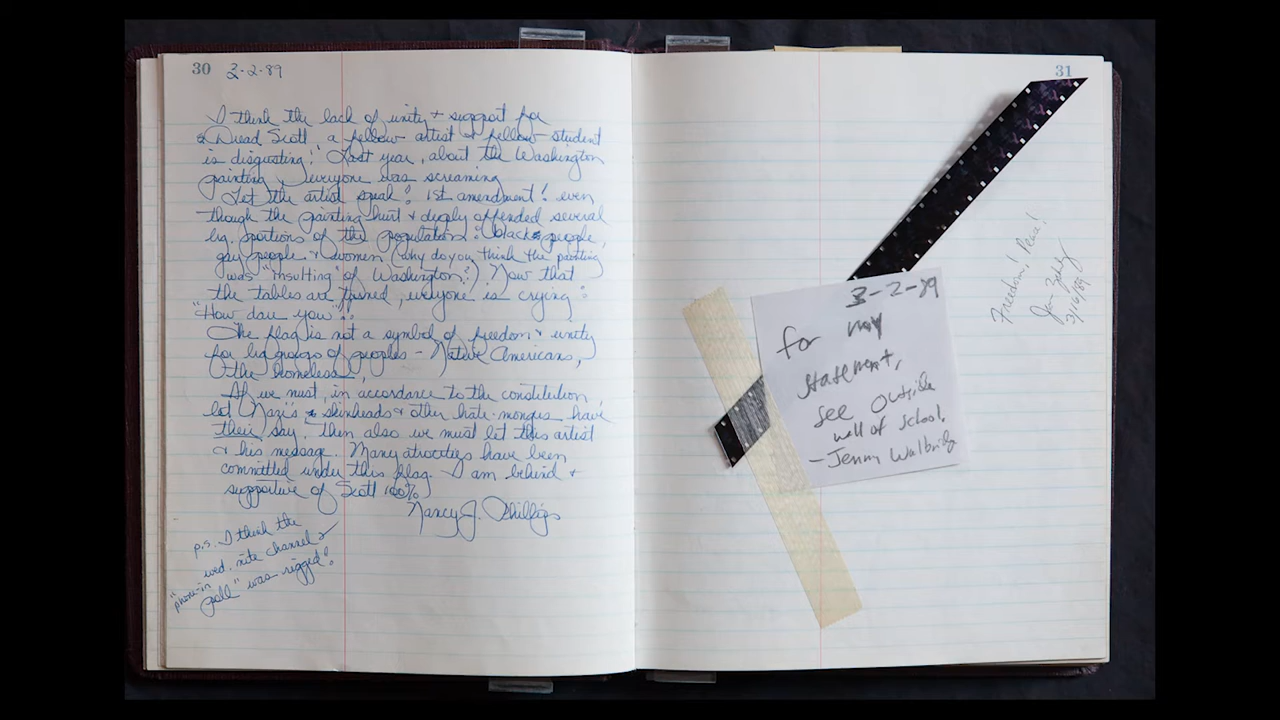 30 3-2-89
I think the lack of unity & support for
Dread Scott, a fellow artist & fellow-student
is disgusting! Last year, about the Washington
painting, everyone was screaming
Let the artist speak! 1st amendment! even
though the painting hurt & deeply offended several
big portions of the population: black people,
gay people & women (why do you think the painting
was "insulting" of Washington?) Now that
the tables are turned, everyone is crying:
"How dare you"!!
The flag is not a symbol of freedom & unity
for big groups of peoples - Native Americans,
the homeless,
If we must, in accordance to the constitution
let Nazi's & skinheads & other hate-monges have
their say, then also we must let this artist
& his message. Many atrocities have been
committed under this flag. I am behind &
supportive of Scott 100%
Nancy J. Phillips
p.s. I think the
wed. nite channel 2
"phone-in
poll" was rigged!
31
Freedom! Peace!
3/6/89
3-2-89
for my
statement,
see outside
wall of school.
- Jenny Walbridg